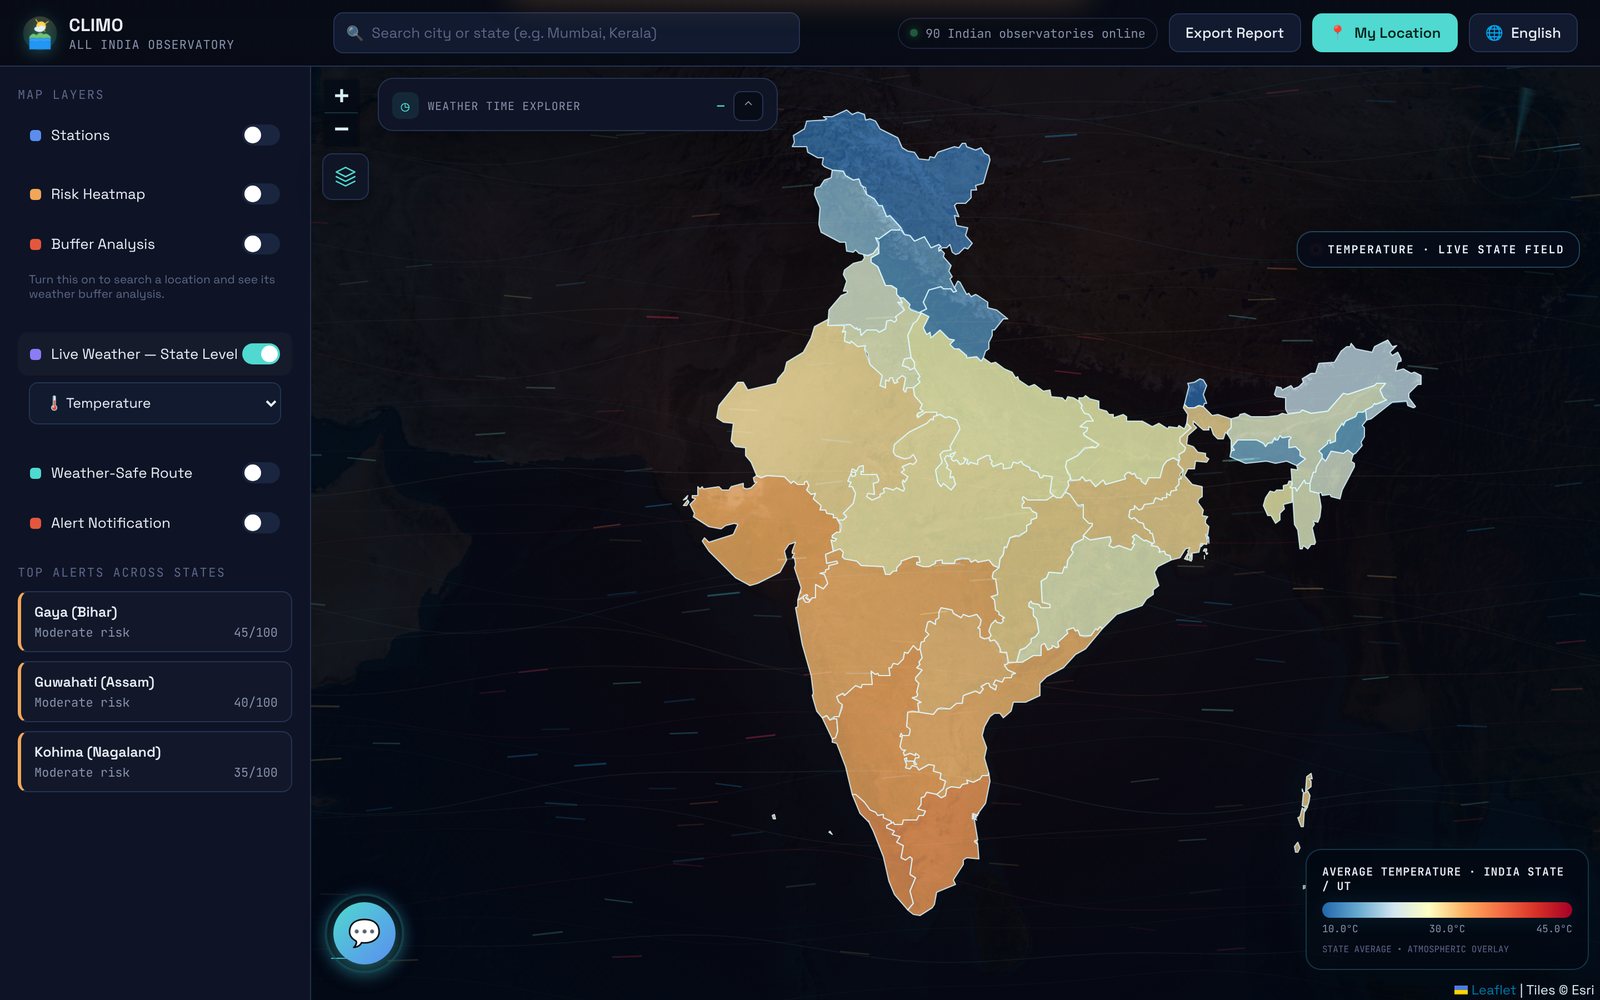 CLIMO
ALL INDIA OBSERVATORY
Search city or state (e.g. Mumbai, Kerala)
90 Indian observatories online
Export Report
My Location
English
MAP LAYERS
Stations
Risk Heatmap
Buffer Analysis
Turn this on to search a location and see its
weather buffer analysis.
Live Weather — State Level
Temperature
Weather-Safe Route
Alert Notification
TOP ALERTS ACROSS STATES
Gaya (Bihar)
Moderate risk 45/100
Guwahati (Assam)
Moderate risk 40/100
Kohima (Nagaland)
Moderate risk 35/100
+
−
WEATHER TIME EXPLORER –
TEMPERATURE · LIVE STATE FIELD
AVERAGE TEMPERATURE · INDIA STATE
/ UT
10.0°C 30.0°C 45.0°C
STATE AVERAGE • ATMOSPHERIC OVERLAY
Leaflet | Tiles © Esri